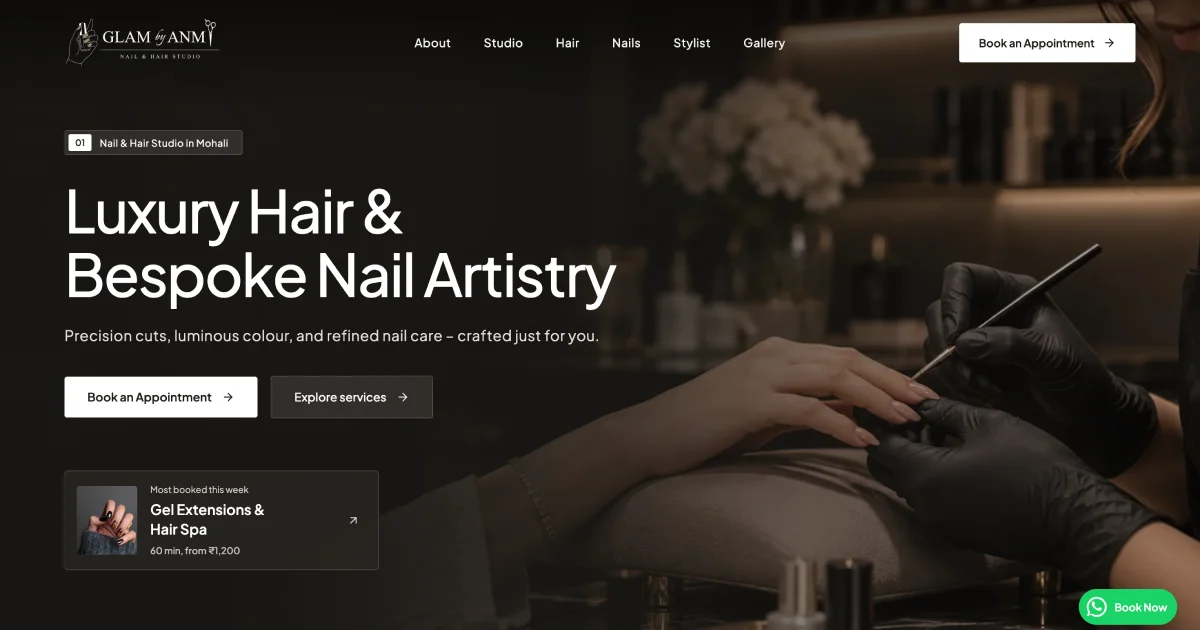 GLAM by ANMI
NAIL & HAIR STUDIO
About
Studio
Hair
Nails
Stylist
Gallery
Book an Appointment
01
Nail & Hair Studio in Mohali
Luxury Hair &
Bespoke Nail Artistry
Precision cuts, luminous colour, and refined nail care – crafted just for you.
Book an Appointment
Explore services
Most booked this week
Gel Extensions &
Hair Spa
60 min, from ₹1,200
Book Now